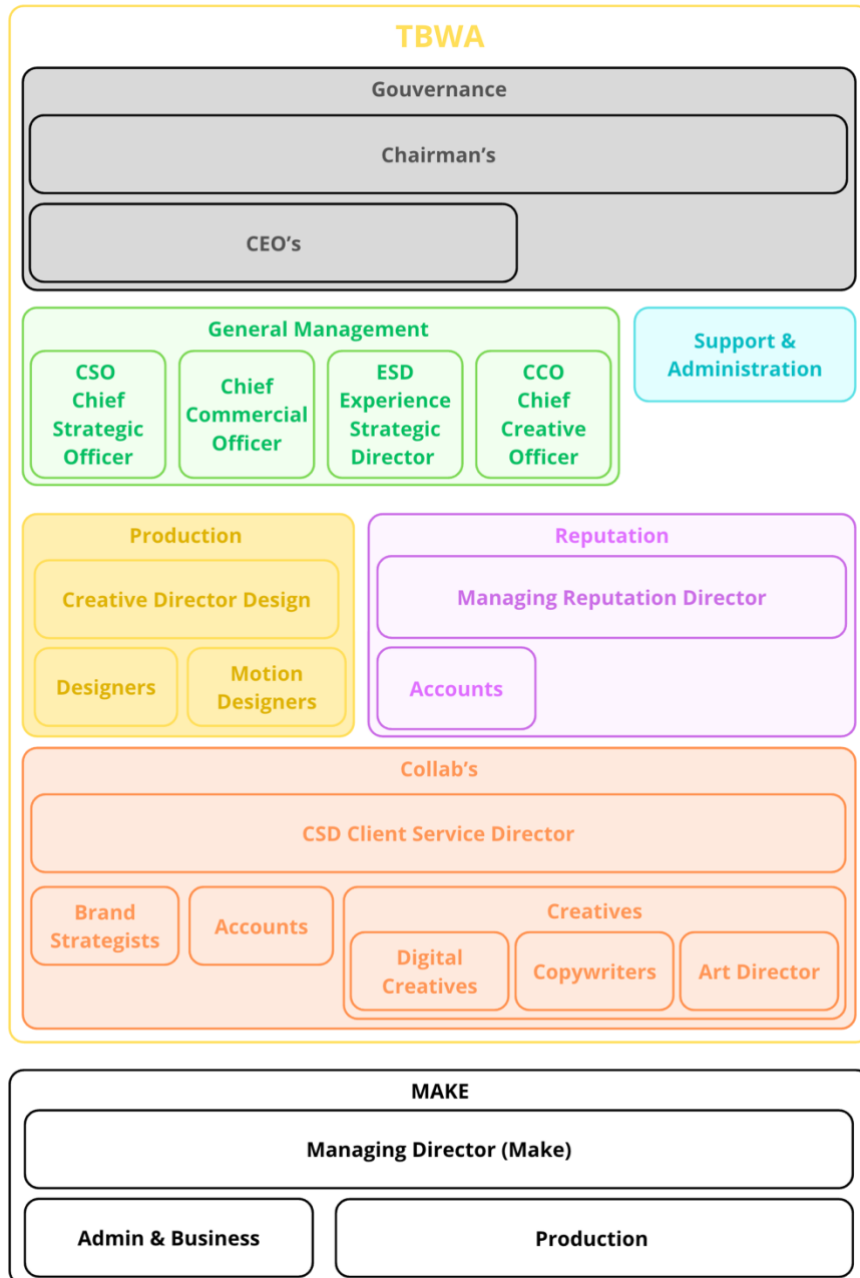 TBWA
Gouvernance
Chairman’s
CEO’s
General Management
CSO
Chief
Strategic
Officer
Chief
Commercial
Officer
ESD
Experience
Strategic
Director
CCO
Chief
Creative
Officer
Support &
Administration
Production
Creative Director Design
Designers
Motion
Designers
Reputation
Managing Reputation Director
Accounts
Collab’s
CSD Client Service Director
Brand
Strategists
Accounts
Creatives
Digital
Creatives
Copywriters
Art Director
MAKE
Managing Director (Make)
Admin & Business
Production